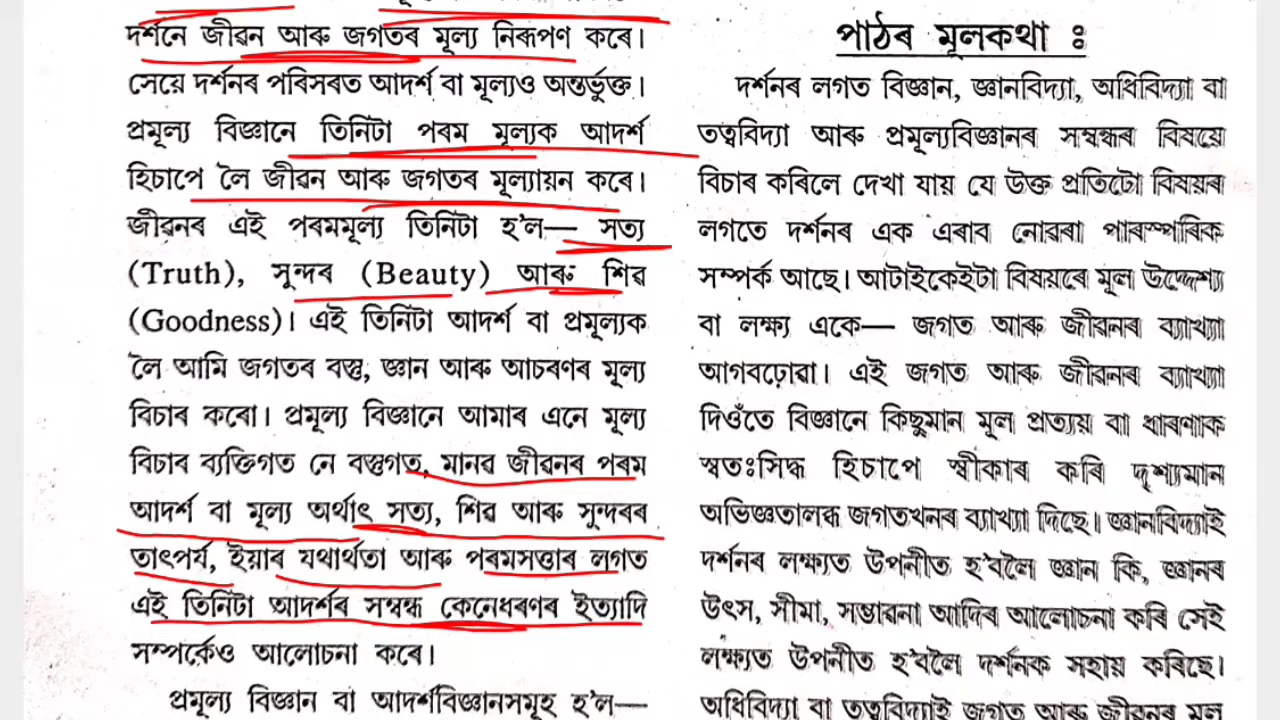 দৰ্শনে জীৱন আৰু জগতৰ মূল্য নিৰূপণ কৰে।
সেয়ে দৰ্শনৰ পৰিসৰত আদৰ্শ বা মূল্যও অন্তৰ্ভুক্ত।
প্ৰমূল্য বিজ্ঞানে তিনিটা পৰম মূল্যক আদৰ্শ
হিচাপে লৈ জীৱন আৰু জগতৰ মূল্যায়ন কৰে।
জীৱনৰ এই পৰমমূল্য তিনিটা হ'ল— সত্য
(Truth), সুন্দৰ (Beauty) আৰু শিৱ
(Goodness)। এই তিনিটা আদৰ্শ বা প্ৰমূল্যক
লৈ আমি জগতৰ বস্তু, জ্ঞান আৰু আচৰণৰ মূল্য
বিচাৰ কৰো। প্ৰমূল্য বিজ্ঞানে আমাৰ এনে মূল্য
বিচাৰ ব্যক্তিগত নে বস্তুগত, মানৱ জীৱনৰ পৰম
আদৰ্শ বা মূল্য অৰ্থাৎ সত্য, শিৱ আৰু সুন্দৰৰ
তাৎপৰ্য, ইয়াৰ যথাৰ্থতা আৰু পৰমসত্তাৰ লগত
এই তিনিটা আদৰ্শৰ সম্বন্ধ কেনেধৰণৰ ইত্যাদি
সম্পৰ্কেও আলোচনা কৰে।
প্ৰমূল্য বিজ্ঞান বা আদৰ্শবিজ্ঞানসমূহ হ'ল—
পাঠৰ মূলকথা :
দৰ্শনৰ লগত বিজ্ঞান, জ্ঞানবিদ্যা, অধিবিদ্যা বা
তত্ববিদ্যা আৰু প্ৰমূল্যবিজ্ঞানৰ সম্বন্ধৰ বিষয়ে
বিচাৰ কৰিলে দেখা যায় যে উক্ত প্ৰতিটো বিষয়ৰ
লগতে দৰ্শনৰ এক এৰাব নোৱৰা পাৰস্পাৰিক
সম্পৰ্ক আছে। আটাইকেইটা বিষয়ৰে মূল উদ্দেশ্য
বা লক্ষ্য একে— জগত আৰু জীৱনৰ ব্যাখ্যা
আগবঢ়োৱা। এই জগত আৰু জীৱনৰ ব্যাখ্যা
দিওঁতে বিজ্ঞানে কিছুমান মূল প্ৰত্যয় বা ধাৰণাক
স্বতঃসিদ্ধ হিচাপে স্বীকাৰ কৰি দৃশ্যমান
অভিজ্ঞতালব্ধ জগতখনৰ ব্যাখ্যা দিছে। জ্ঞানবিদ্যাই
দৰ্শনৰ লক্ষ্যত উপনীত হ'বলৈ জ্ঞান কি, জ্ঞানৰ
উৎস, সীমা, সম্ভাৱনা আদিৰ আলোচনা কৰি সেই
লক্ষ্যত উপনীত হ'বলৈ দৰ্শনক সহায় কৰিছে।
অধিবিদ্যা বা তত্ববিদ্যাই জগত আৰু জীৱনৰ মূল